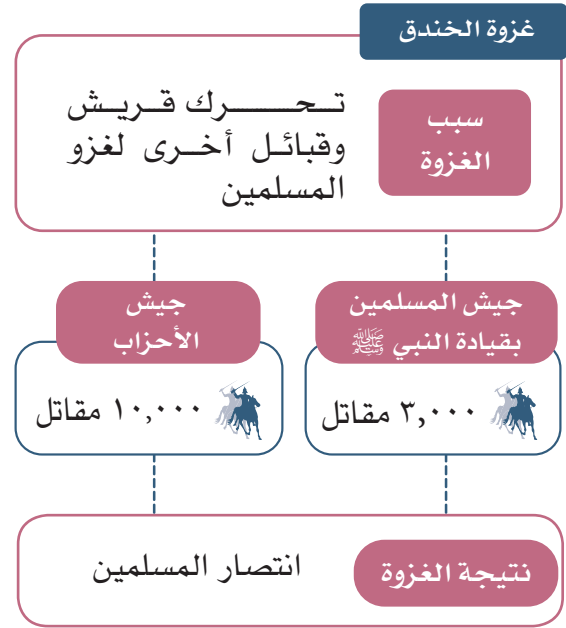 غزوة الخندق
سبب
الغزوة
تحرك قريش
وقبائل أخرى لغزو
المسلمين
جيش المسلمين
بقيادة النبي ﷺ
٣,٠٠٠ مقاتل
جيش
الأحزاب
١٠,٠٠٠ مقاتل
نتيجة الغزوة
انتصار المسلمين